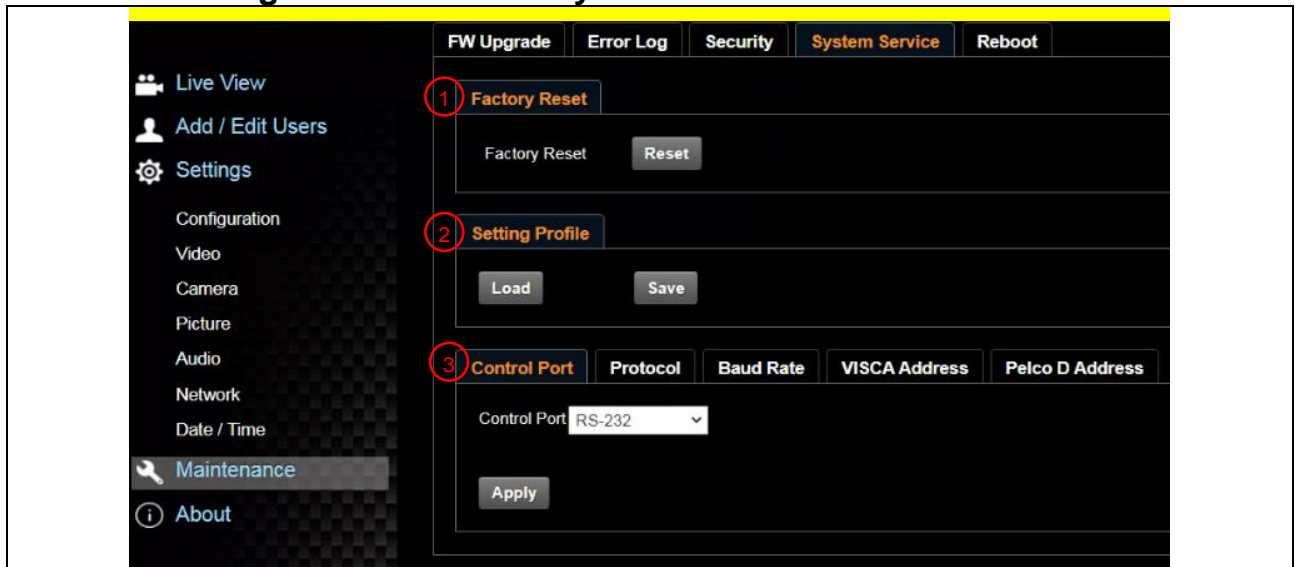 FW Upgrade Error Log Security System Service Reboot
Live View
Add / Edit Users
Settings
Configuration
Video
Camera
Picture
Audio
Network
Date / Time
Maintenance
About
1 Factory Reset
Factory Reset Reset
2 Setting Profile
Load Save
3 Control Port Protocol Baud Rate VISCA Address Pelco D Address
Control Port RS-232
Apply